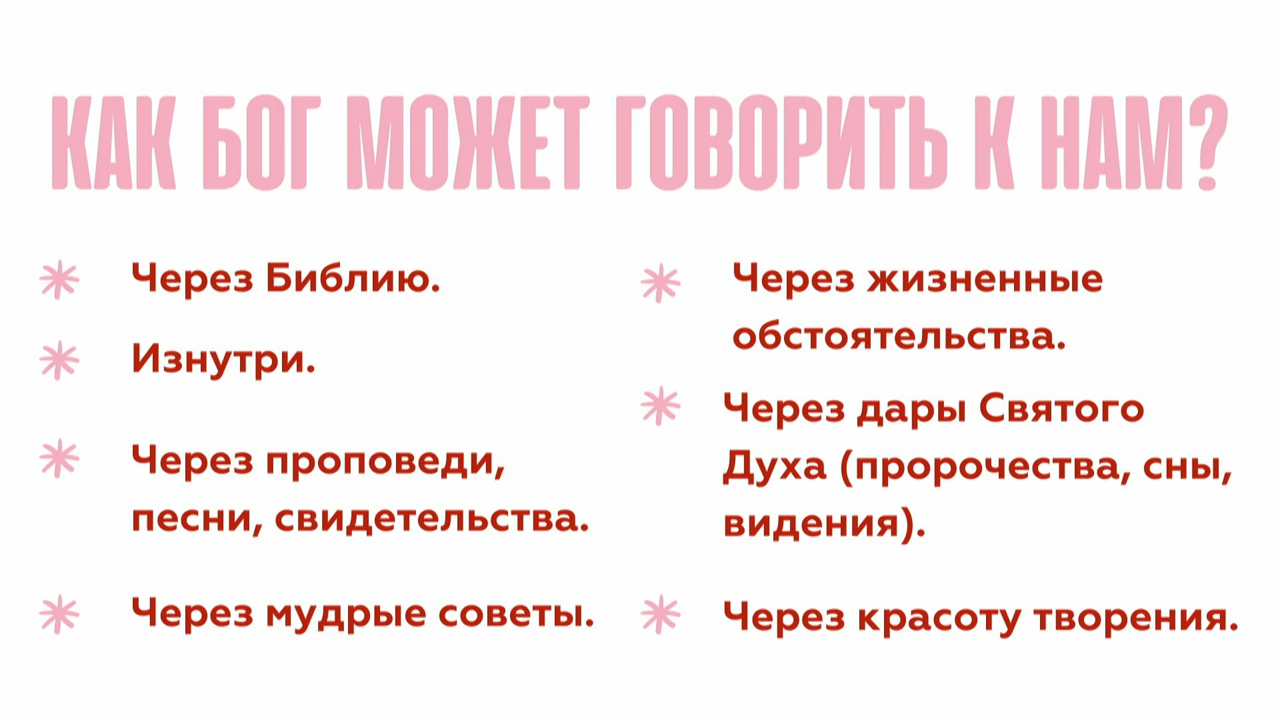 КАК БОГ МОЖЕТ ГОВОРИТЬ К НАМ?
Через Библию.
Изнутри.
Через проповеди,
песни, свидетельства.
Через мудрые советы.
Через жизненные
обстоятельства.
Через дары Святого
Духа (пророчества, сны,
видения).
Через красоту творения.